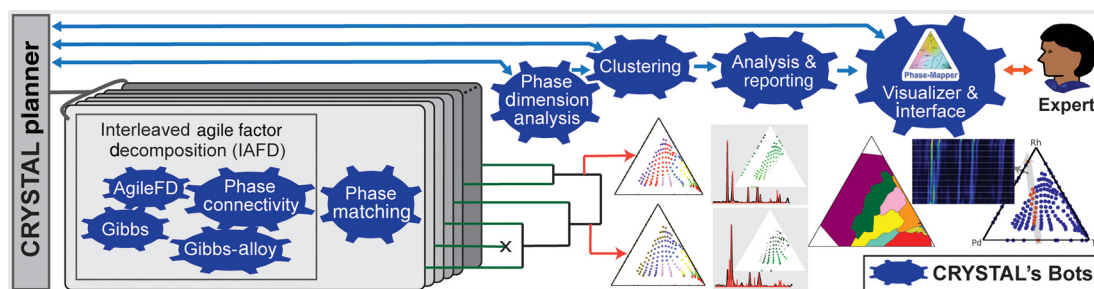 CRYSTAL planner
Interleaved agile factor
decomposition (IAFD)
AgileFD
Phase
connectivity
Gibbs
Gibbs-alloy
Phase
matching
x
Phase
dimension
analysis
Clustering
Analysis &
reporting
Phase-Mapper
Visualizer &
interface
Expert
Rh
Pd
CRYSTAL's Bots